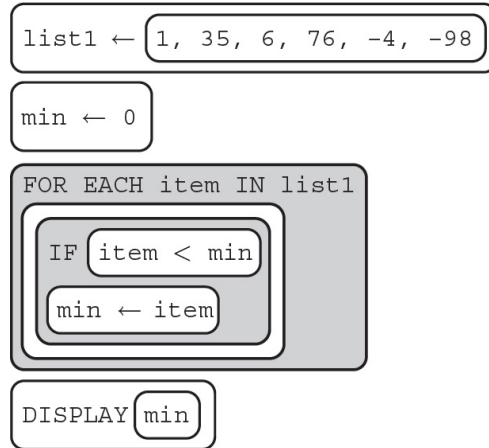 list1 ← 1, 35, 6, 76, -4, -98
min ← 0
FOR EACH item IN list1
IF item < min
min ← item
DISPLAY min